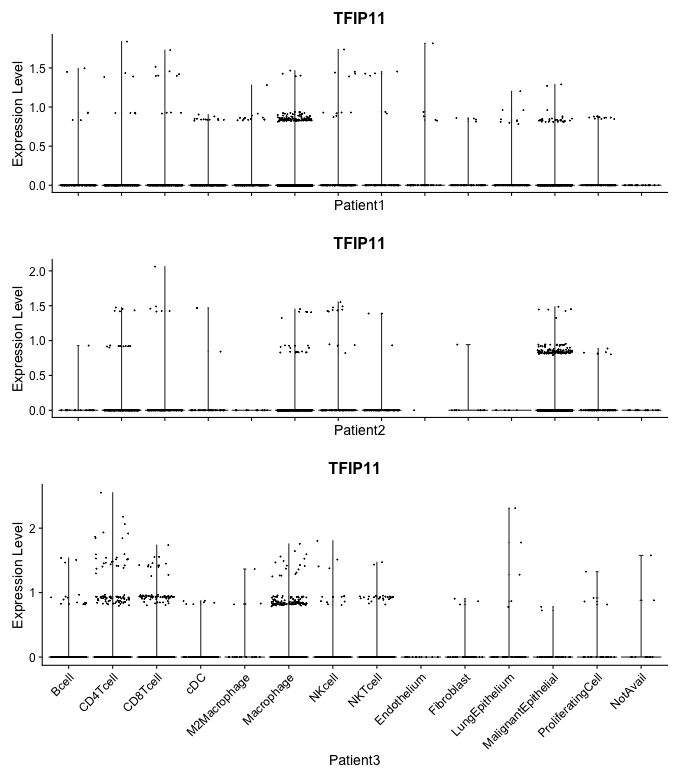 TFIP11
Expression Level
1.5
1.0
0.5
0.0
Patient1
TFIP11
Expression Level
2.0
1.5
1.0
0.5
0.0
Patient2
TFIP11
Expression Level
2
1
0
Bcell
CD4Tcell
CD8Tcell
cDC
M2Macrophage
Macrophage
NKcell
NKTcell
Endothelium
Fibroblast
LungEpithelium
MalignantEpithelial
ProliferatingCell
NotAvail
Patient3